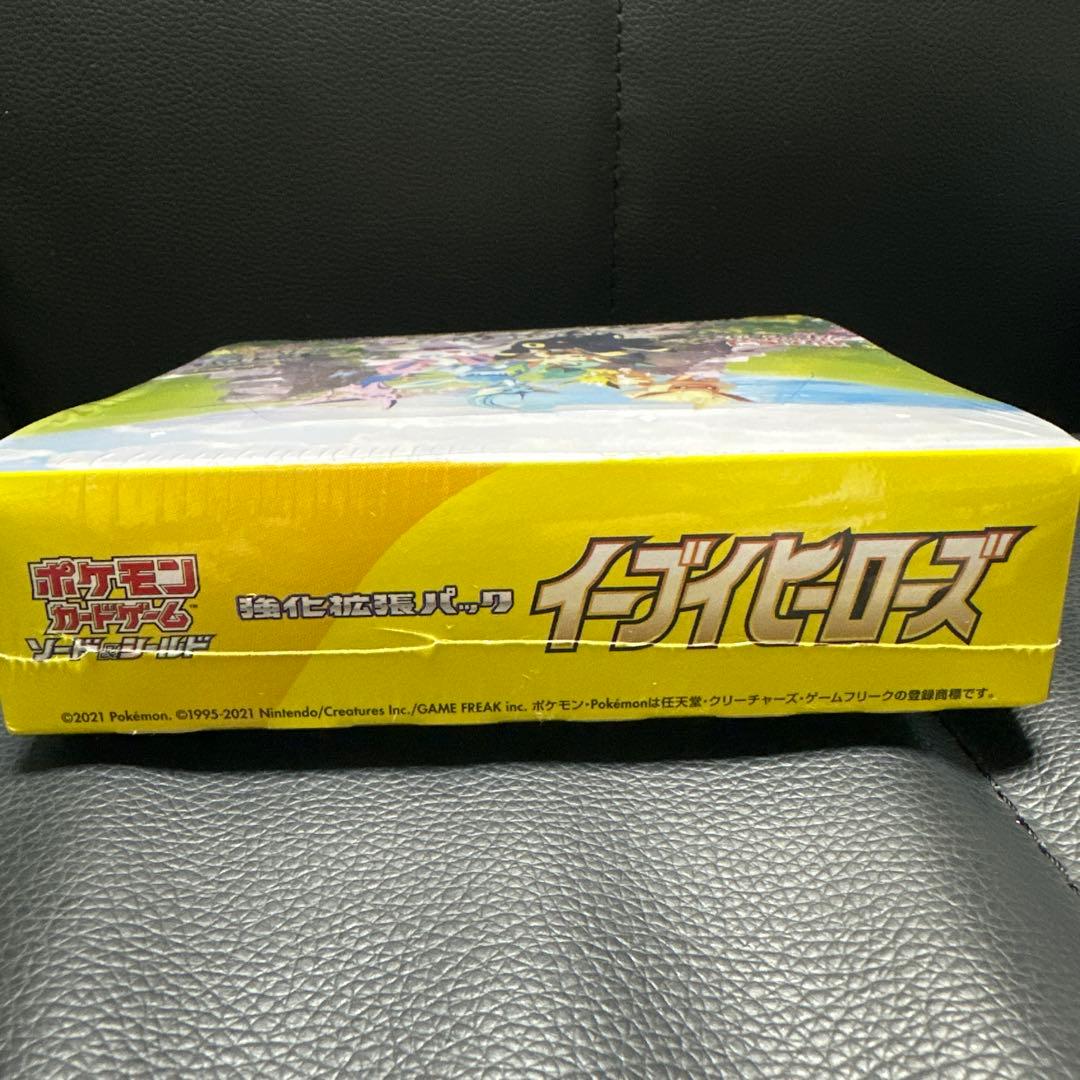 ポケモン
カードゲーム™
ソード&シールド
強化拡張パック
イーブイヒーローズ
©2021 Pokémon. ©1995-2021 Nintendo/Creatures Inc./GAME FREAK inc. ポケモン・Pokémonは任天堂・クリーチャーズ・ゲームフリークの登録商標です。